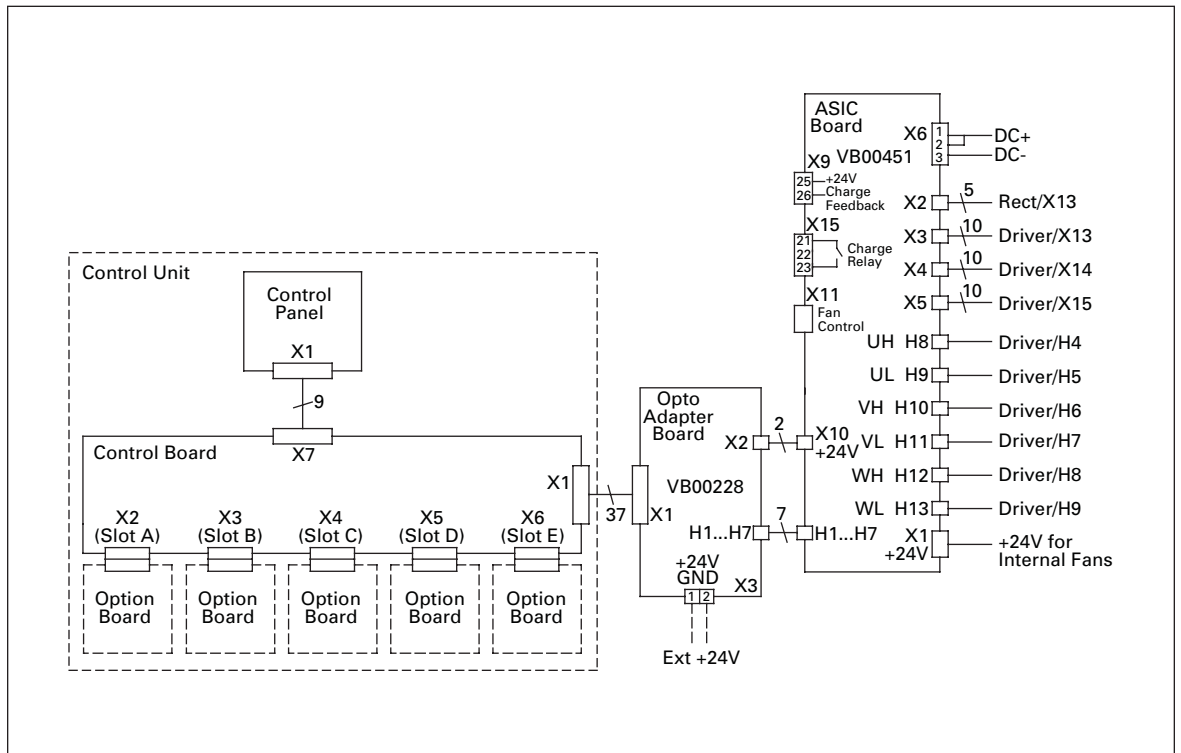 Control Unit
Control
Panel
X1
9
X7
Control Board
X1
37
X2
(Slot A)
X3
(Slot B)
X4
(Slot C)
X5
(Slot D)
X6
(Slot E)
Option
Board
Option
Board
Option
Board
Option
Board
Option
Board
Opto
Adapter
Board
X2
VB00228
X1
H1...H7
+24V
GND
X3
1 2
Ext +24V
2
7
ASIC
Board
VB00451
X6
1
2
3
DC+
DC-
X9
25
26
+24V
Charge
Feedback
X15
21
22
23
Charge
Relay
X11
Fan
Control
X10
+24V
H1...H7
X2
5
Rect/X13
X3
10
Driver/X13
X4
10
Driver/X14
X5
10
Driver/X15
UH H8
Driver/H4
UL H9
Driver/H5
VH H10
Driver/H6
VL H11
Driver/H7
WH H12
Driver/H8
WL H13
Driver/H9
X1
+24V
+24V for
Internal Fans